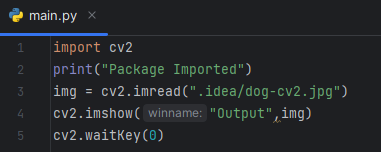 main.py
1 import cv2
2 print("Package Imported")
3 img = cv2.imread(".idea/dog-cv2.jpg")
4 cv2.imshow( winname: "Output",img)
5 cv2.waitKey(0)